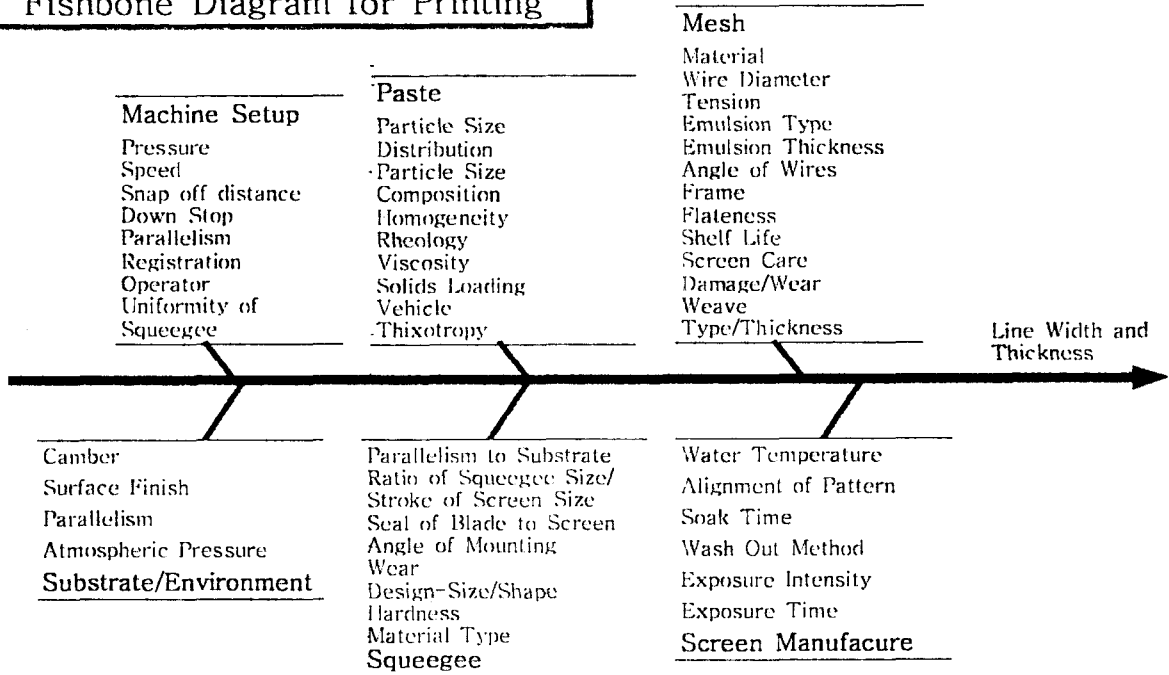 Fishbone Diagram for Printing
Machine Setup
Pressure
Speed
Snap off distance
Down Stop
Parallelism
Registration
Operator
Uniformity of
Squeegee
Paste
Particle Size
Distribution
Particle Size
Composition
Homogeneity
Rheology
Viscosity
Solids Loading
Vehicle
Thixotropy
Mesh
Material
Wire Diameter
Tension
Emulsion Type
Emulsion Thickness
Angle of Wires
Frame
Flateness
Shelf Life
Screen Care
Damage/Wear
Weave
Type/Thickness
Line Width and
Thickness
Camber
Surface Finish
Parallelism
Atmospheric Pressure
Substrate/Environment
Parallelism to Substrate
Ratio of Squeegee Size/
Stroke of Screen Size
Seal of Blade to Screen
Angle of Mounting
Wear
Design-Size/Shape
Hardness
Material Type
Squeegee
Water Temperature
Alignment of Pattern
Soak Time
Wash Out Method
Exposure Intensity
Exposure Time
Screen Manufacure